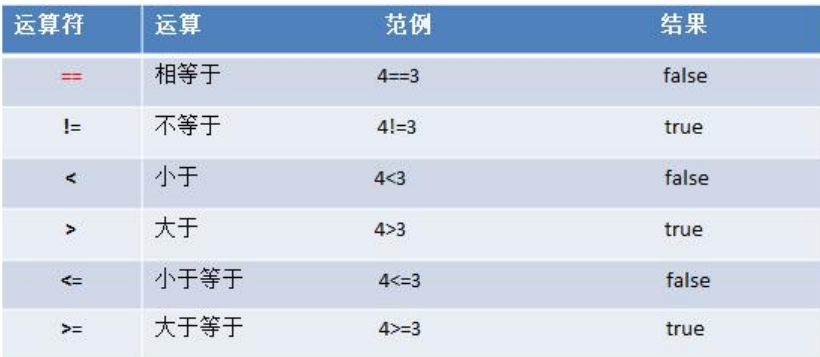 运算符 运算 范例 结果
== 相等于 4==3 false
!= 不等于 4!=3 true
< 小于 4<3 false
> 大于 4>3 true
<= 小于等于 4<=3 false
>= 大于等于 4>=3 true